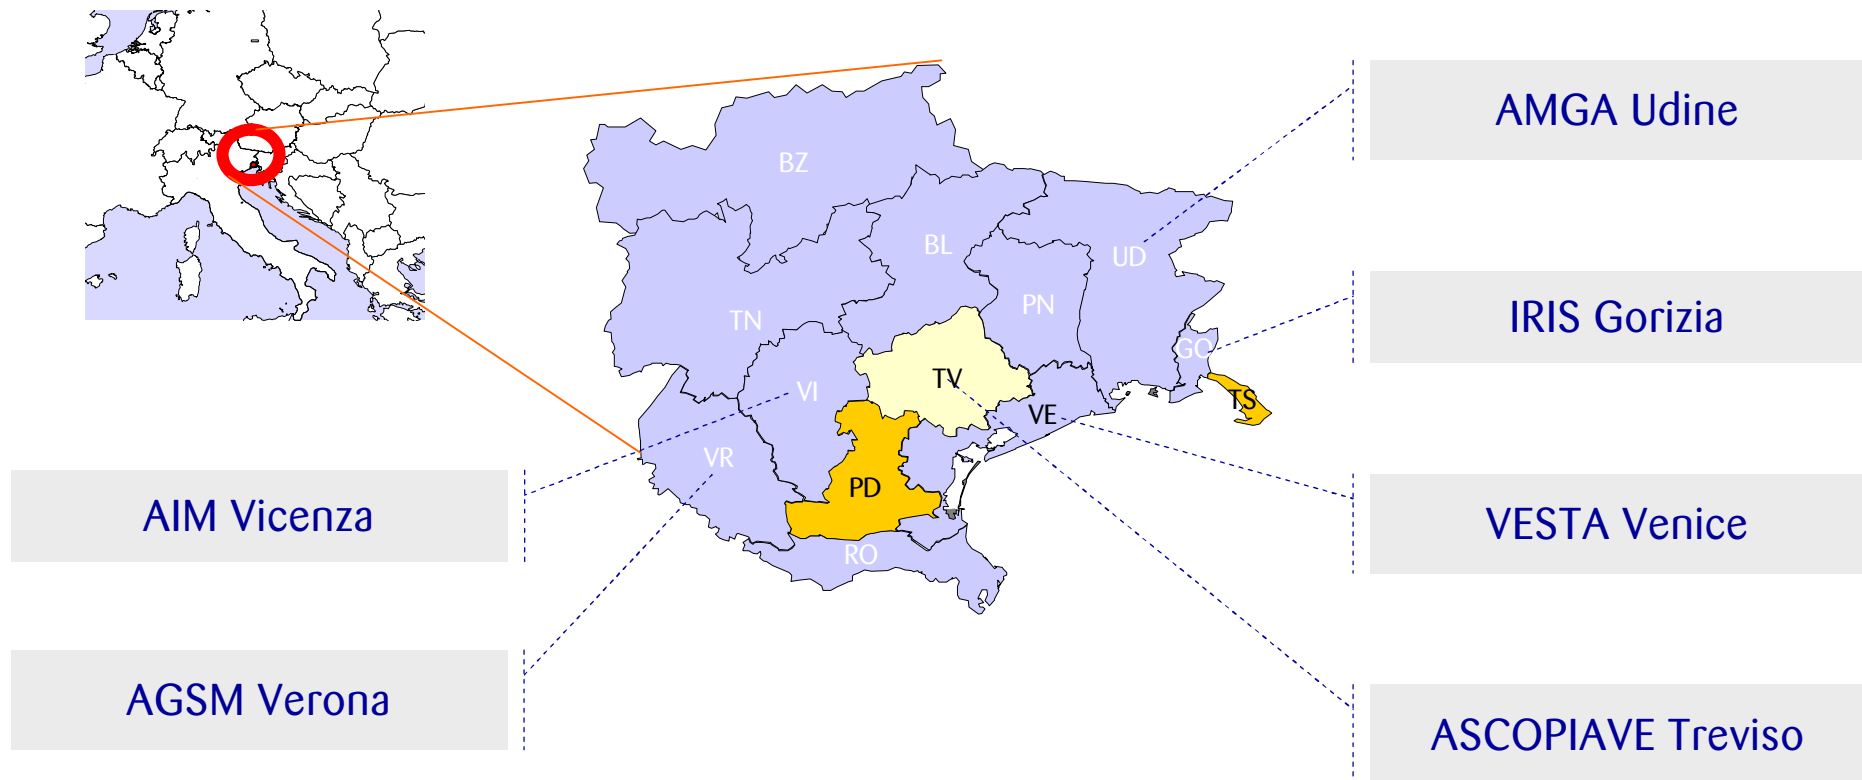 AMGA Udine
BZ
BL
UD
IRIS Gorizia
PN
TN
GO
TV
VI
TS
VE
VR
PD
AIM Vicenza
VESTA Venice
RO
AGSM Verona
ASCOPIAVE Treviso